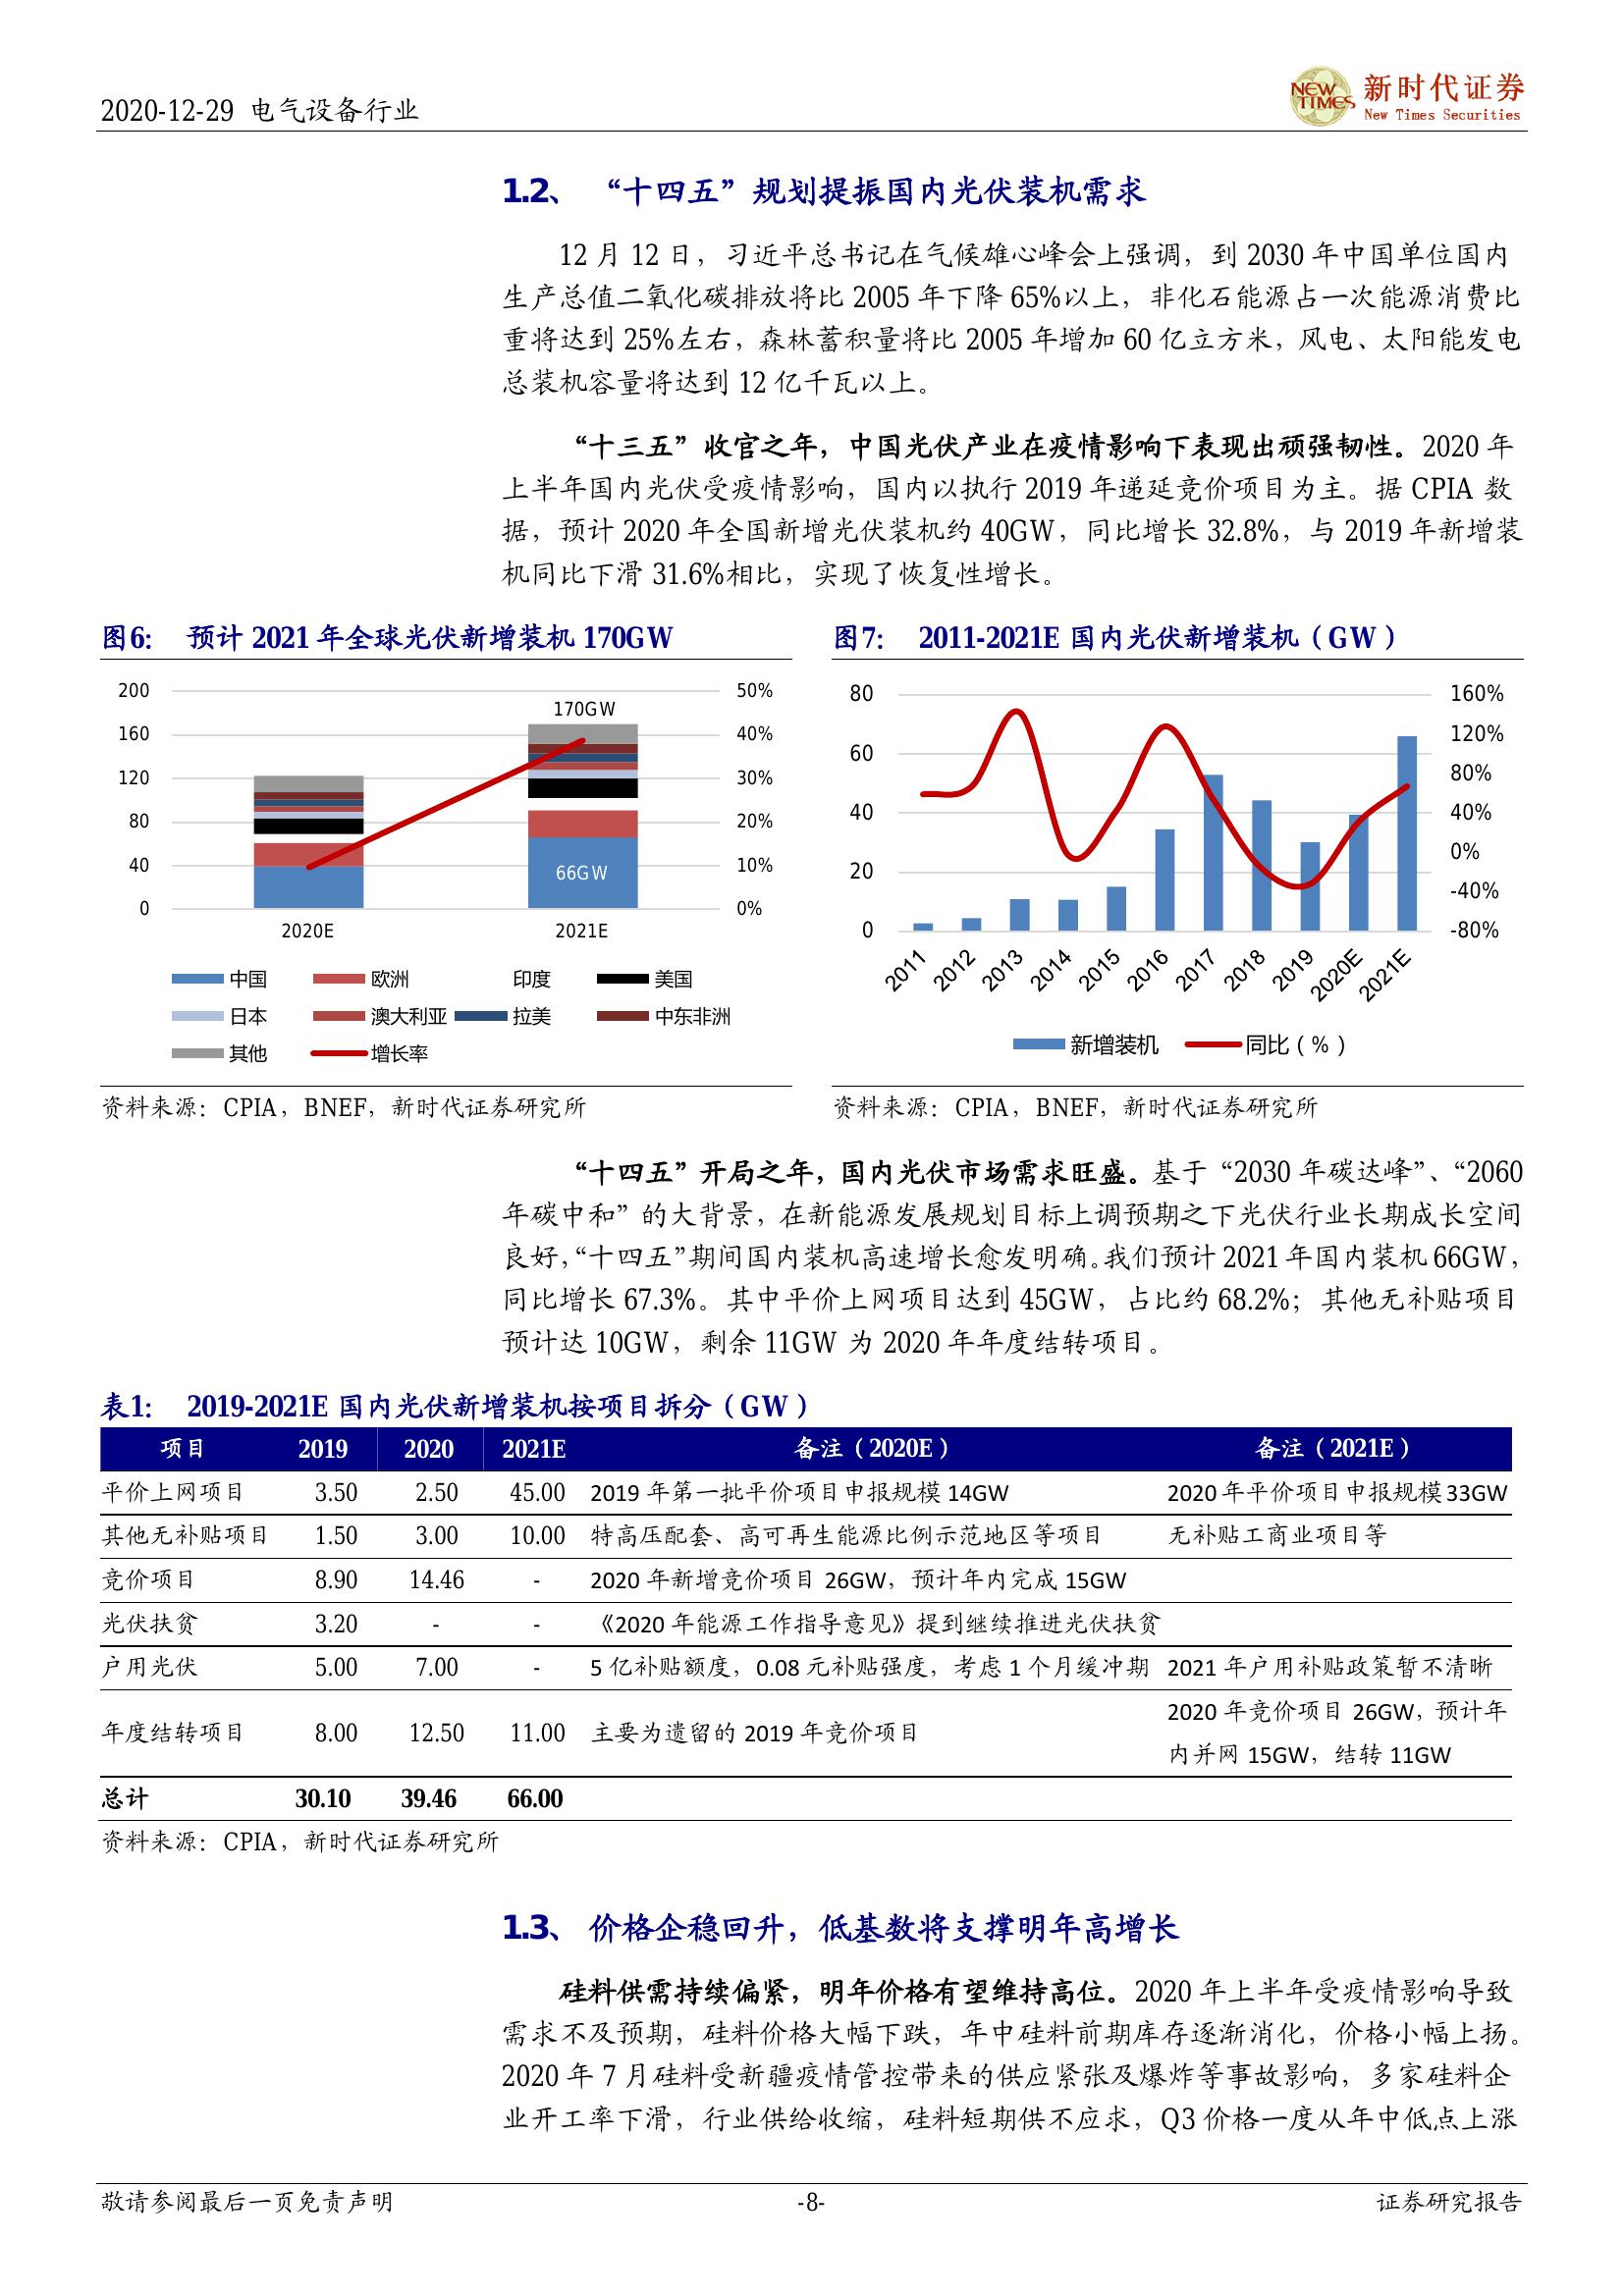 2020-12-29 电气设备行业
NEW TIMES
新时代证券
New Times Securities
1.2、 “十四五”规划提振国内光伏装机需求
12 月 12 日，习近平总书记在气候雄心峰会上强调，到 2030 年中国单位国内
生产总值二氧化碳排放将比 2005 年下降 65%以上，非化石能源占一次能源消费比
重将达到 25%左右，森林蓄积量将比 2005 年增加 60 亿立方米，风电、太阳能发电
总装机容量将达到 12 亿千瓦以上。
“十三五”收官之年，中国光伏产业在疫情影响下表现出顽强韧性。2020 年
上半年国内光伏受疫情影响，国内以执行 2019 年递延竞价项目为主。据 CPIA 数
据，预计 2020 年全国新增光伏装机约 40GW，同比增长 32.8%，与 2019 年新增装
机同比下滑 31.6%相比，实现了恢复性增长。
图6： 预计 2021 年全球光伏新增装机 170GW
200
160
120
80
40
0
50%
40%
30%
20%
10%
0%
170GW
66GW
2020E 2021E
中国 欧洲 印度 美国
日本 澳大利亚 拉美 中东非洲
其他 增长率
资料来源：CPIA，BNEF，新时代证券研究所
图7： 2011-2021E 国内光伏新增装机（GW）
80
60
40
20
0
160%
120%
80%
40%
0%
-40%
-80%
2011 2012 2013 2014 2015 2016 2017 2018 2019 2020E 2021E
新增装机 同比（%）
资料来源：CPIA，BNEF，新时代证券研究所
“十四五”开局之年，国内光伏市场需求旺盛。基于“2030 年碳达峰”、“2060
年碳中和”的大背景，在新能源发展规划目标上调预期之下光伏行业长期成长空间
良好，“十四五”期间国内装机高速增长愈发明确。我们预计 2021 年国内装机 66GW，
同比增长 67.3%。其中平价上网项目达到 45GW，占比约 68.2%；其他无补贴项目
预计达 10GW，剩余 11GW 为 2020 年年度结转项目。
表1： 2019-2021E 国内光伏新增装机按项目拆分（GW）
项目 2019 2020 2021E 备注（2020E） 备注（2021E）
平价上网项目 3.50 2.50 45.00 2019 年第一批平价项目申报规模 14GW 2020 年平价项目申报规模 33GW
其他无补贴项目 1.50 3.00 10.00 特高压配套、高可再生能源比例示范地区等项目 无补贴工商业项目等
竞价项目 8.90 14.46 - 2020 年新增竞价项目 26GW，预计年内完成 15GW
光伏扶贫 3.20 - - 《2020 年能源工作指导意见》提到继续推进光伏扶贫
户用光伏 5.00 7.00 - 5 亿补贴额度，0.08 元补贴强度，考虑 1 个月缓冲期 2021 年户用补贴政策暂不清晰
年度结转项目 8.00 12.50 11.00 主要为遗留的 2019 年竞价项目 2020 年竞价项目 26GW，预计年
内并网 15GW，结转 11GW
总计 30.10 39.46 66.00
资料来源：CPIA，新时代证券研究所
1.3、 价格企稳回升，低基数将支撑明年高增长
硅料供需持续偏紧，明年价格有望维持高位。2020 年上半年受疫情影响导致
需求不及预期，硅料价格大幅下跌，年中硅料前期库存逐渐消化，价格小幅上扬。
2020 年 7 月硅料受新疆疫情管控带来的供应紧张及爆炸等事故影响，多家硅料企
业开工率下滑，行业供给收缩，硅料短期供不应求，Q3 价格一度从年中低点上涨
敬请参阅最后一页免责声明 -8- 证券研究报告